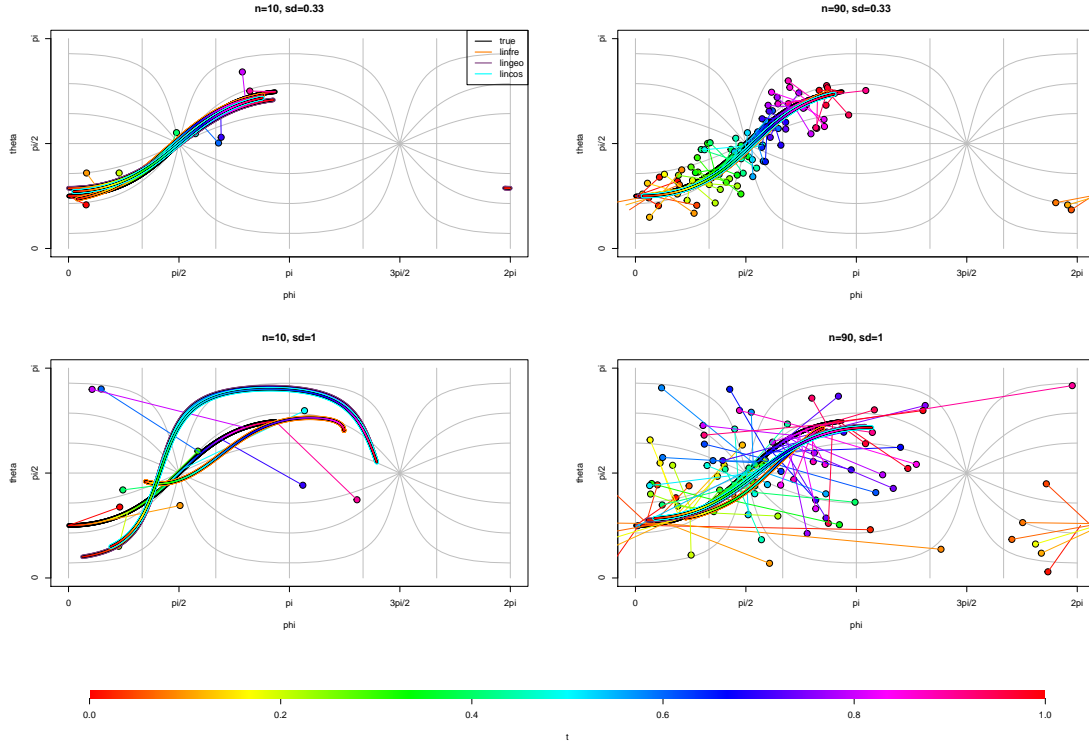 n=10, sd=0.33
theta
0
pi/2
pi
0
pi/2
pi
3pi/2
2pi
phi
true
linfre
lingeo
lincos
n=90, sd=0.33
theta
0
pi/2
pi
0
pi/2
pi
3pi/2
2pi
phi
n=10, sd=1
theta
0
pi/2
pi
0
pi/2
pi
3pi/2
2pi
phi
n=90, sd=1
theta
0
pi/2
pi
0
pi/2
pi
3pi/2
2pi
phi
0.0
0.2
0.4
0.6
0.8
1.0
t